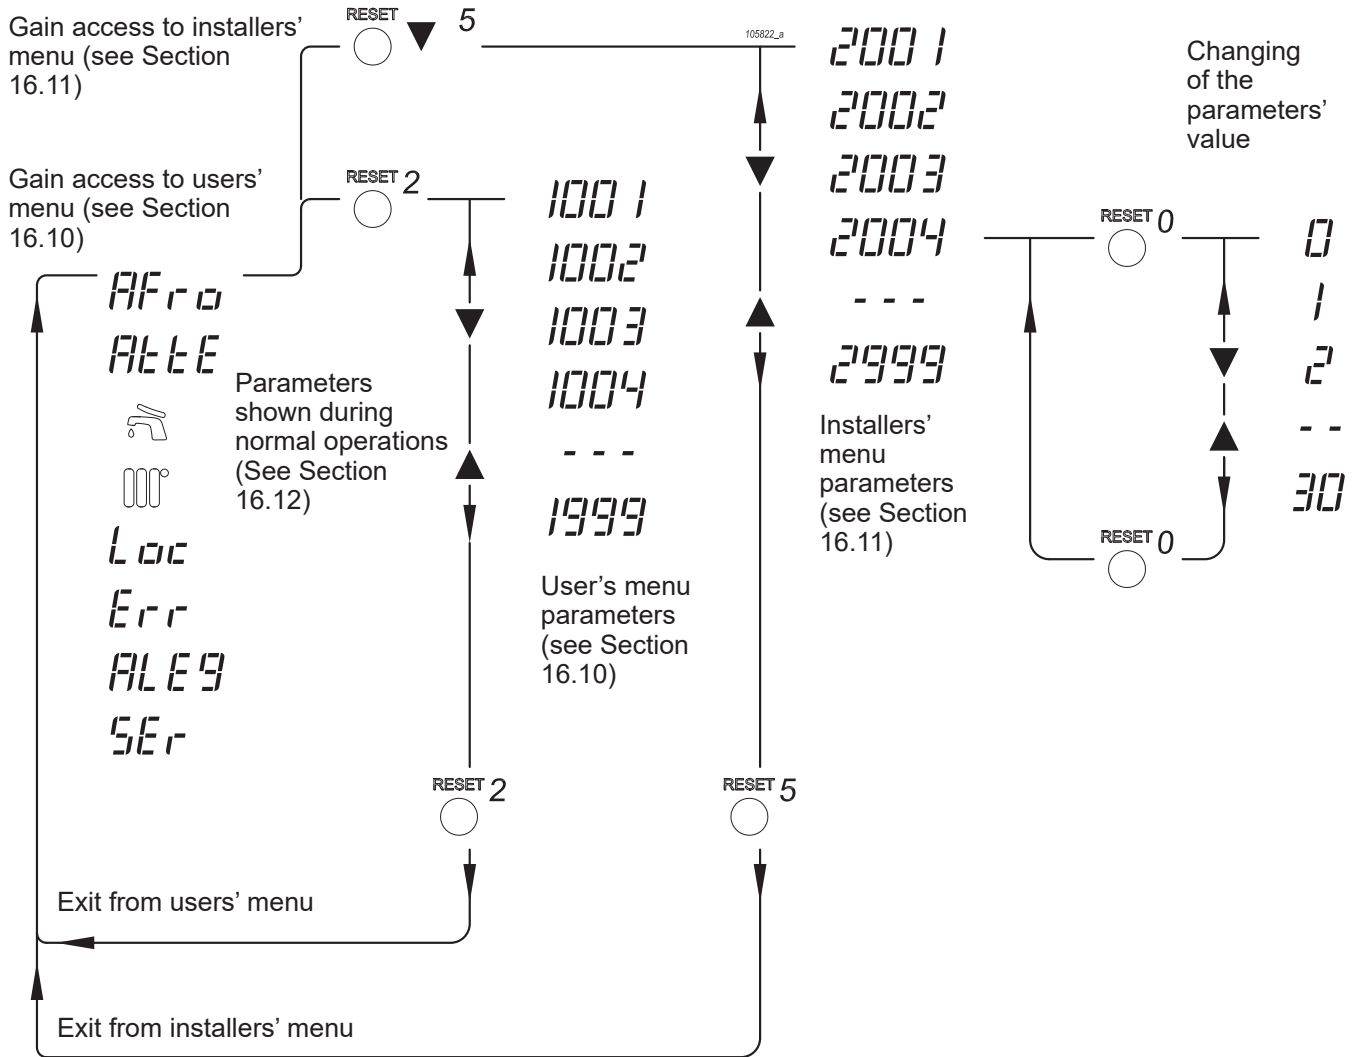 Gain access to installers’
menu (see Section
16.11)
RESET 5
105822_a
2001
2002
2003
2004
---
2999
Installers’
menu
parameters
(see Section
16.11)
Changing
of the
parameters’
value
RESET 0
0
1
2
--
30
RESET 0
Gain access to users’
menu (see Section
16.10)
RESET 2
1001
1002
1003
1004
---
1999
User’s menu
parameters
(see Section
16.10)
AFro
AttE
Parameters
shown during
normal operations
(See Section
16.12)
Loc
Err
ALE9
SEr
RESET 2
RESET 5
Exit from users’ menu
Exit from installers’ menu